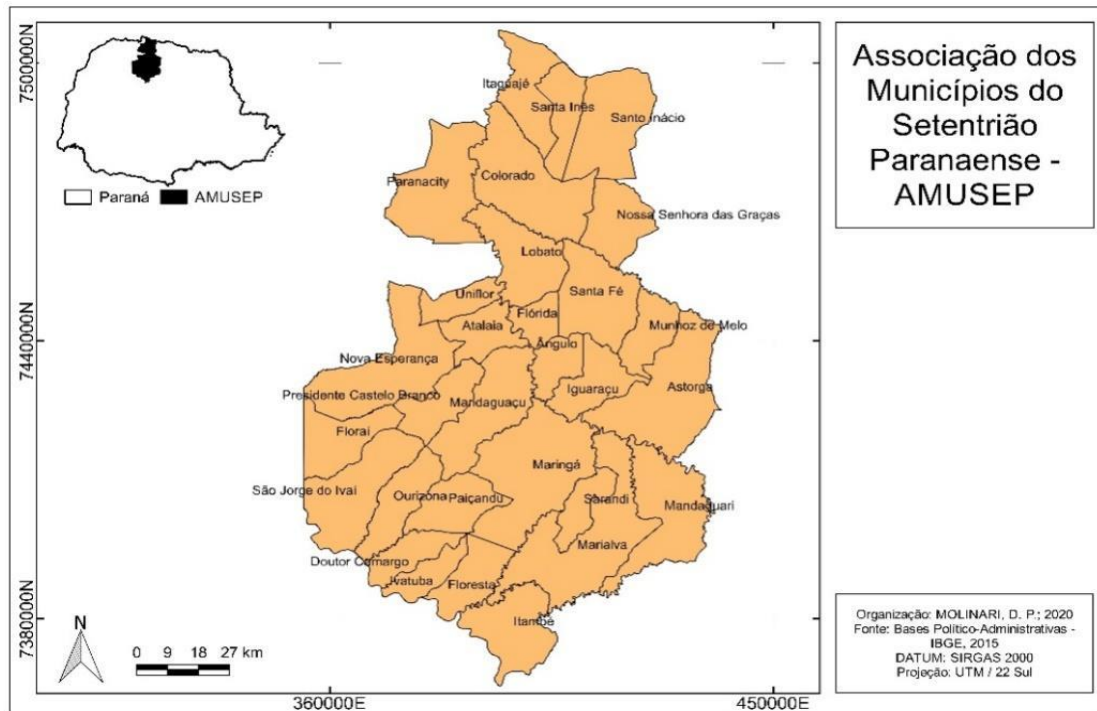 Associação dos
Municípios do
Setentrião
Paranaense -
AMUSEP
Paraná
AMUSEP
7500000N
7440000N
7380000N
360000E
450000E
Itaguajé
Santa Inês
Santo Inácio
Paranacity
Colorado
Nossa Senhora das Graças
Lobato
Uniflor
Santa Fé
Flórida
Atalaia
Munhoz de Melo
Ângulo
Nova Esperança
Iguaraçu
Astorga
Presidente Castelo Branco
Mandaguaçu
Floraí
Maringá
São Jorge do Ivaí
Ourizona
Paiçandu
Sarandi
Mandaguari
Marialva
Doutor Camargo
Ivatuba
Floresta
Itambé
N
0 9 18 27 km
Organização: MOLINARI, D. P.; 2020
Fonte: Bases Político-Administrativas -
IBGE, 2015
DATUM: SIRGAS 2000
Projeção: UTM / 22 Sul